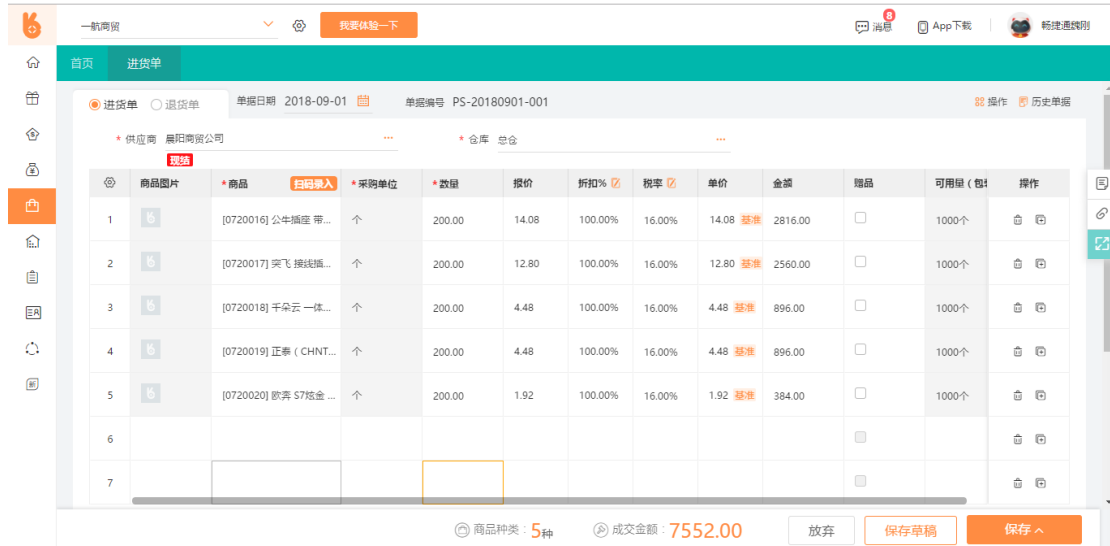 一航商贸 我要体验一下 8 消息 App下载 畅捷通魏刚
首页 进货单
进货单 退货单 单据日期 2018-09-01 单据编号 PS-20180901-001 操作 历史单据
* 供应商 晨阳商贸公司 ··· * 仓库 总仓 ···
现结
商品图片 *商品 扫码录入 *采购单位 *数量 报价 折扣% 税率 单价 金额 赠品 可用量（包 操作
1 [0720016] 公牛插座 带... 个 200.00 14.08 100.00% 16.00% 14.08 基准 2816.00 1000个
2 [0720017] 突飞 接线插... 个 200.00 12.80 100.00% 16.00% 12.80 基准 2560.00 1000个
3 [0720018] 千朵云 一体... 个 200.00 4.48 100.00% 16.00% 4.48 基准 896.00 1000个
4 [0720019] 正泰（CHNT... 个 200.00 4.48 100.00% 16.00% 4.48 基准 896.00 1000个
5 [0720020] 欧奔 S7炫金 ... 个 200.00 1.92 100.00% 16.00% 1.92 基准 384.00 1000个
6
7
商品种类：5种 成交金额：7552.00 放弃 保存草稿 保存